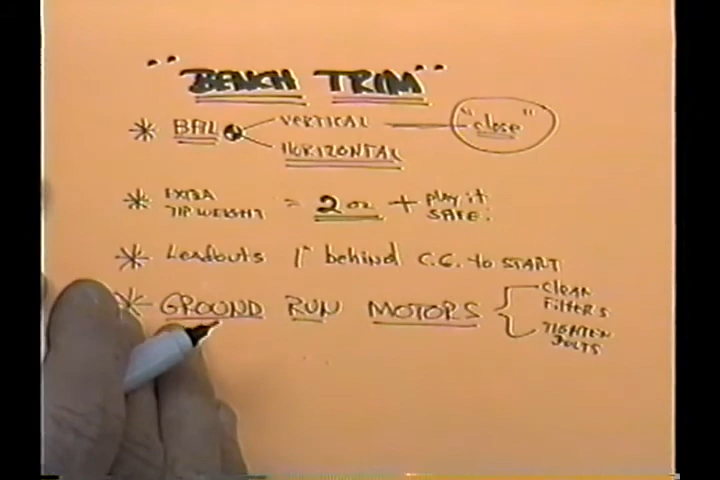 "BENCH TRIM"
* BAL VERTICAL "close"
HORIZONTAL
* EXTRA TIP WEIGHT = 2 oz + play it SAFE!
* Leadouts 1" behind C.G. to START
* GROUND RUN MOTORS { CLEAN FILTERS
TIGHTEN BOLTS